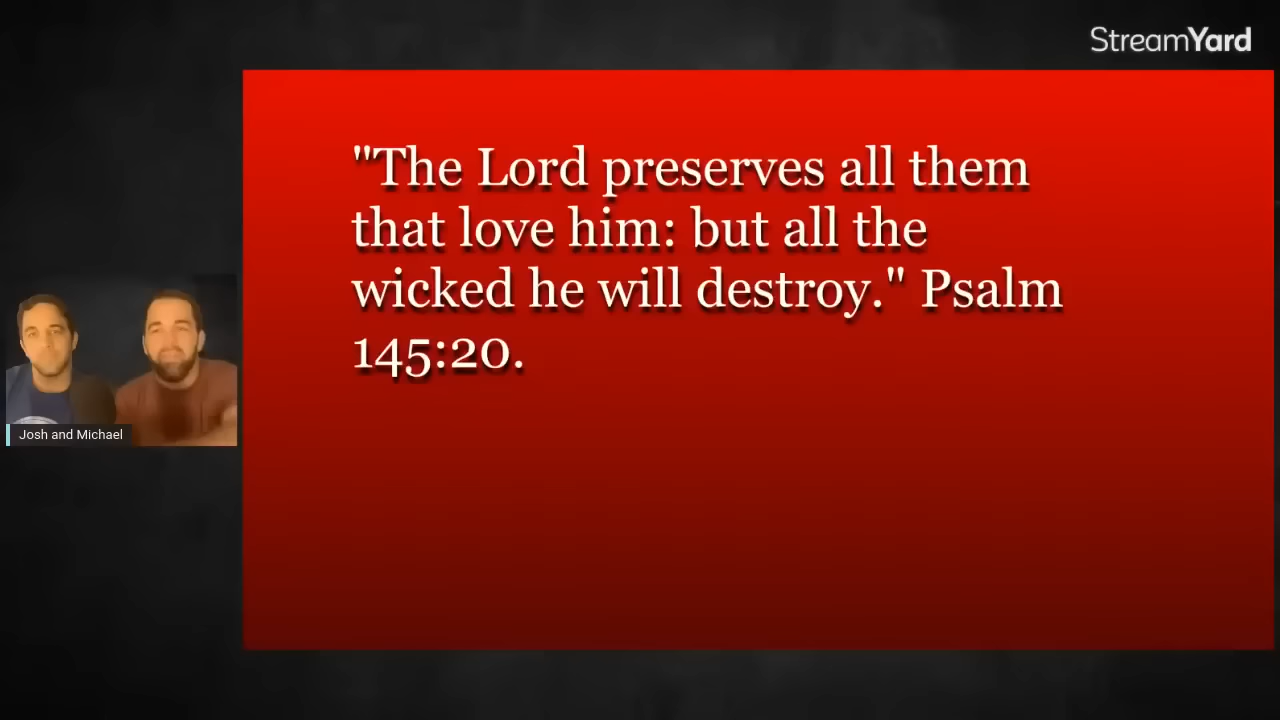 StreamYard
"The Lord preserves all them
that love him: but all the
wicked he will destroy." Psalm
145:20.
Josh and Michael